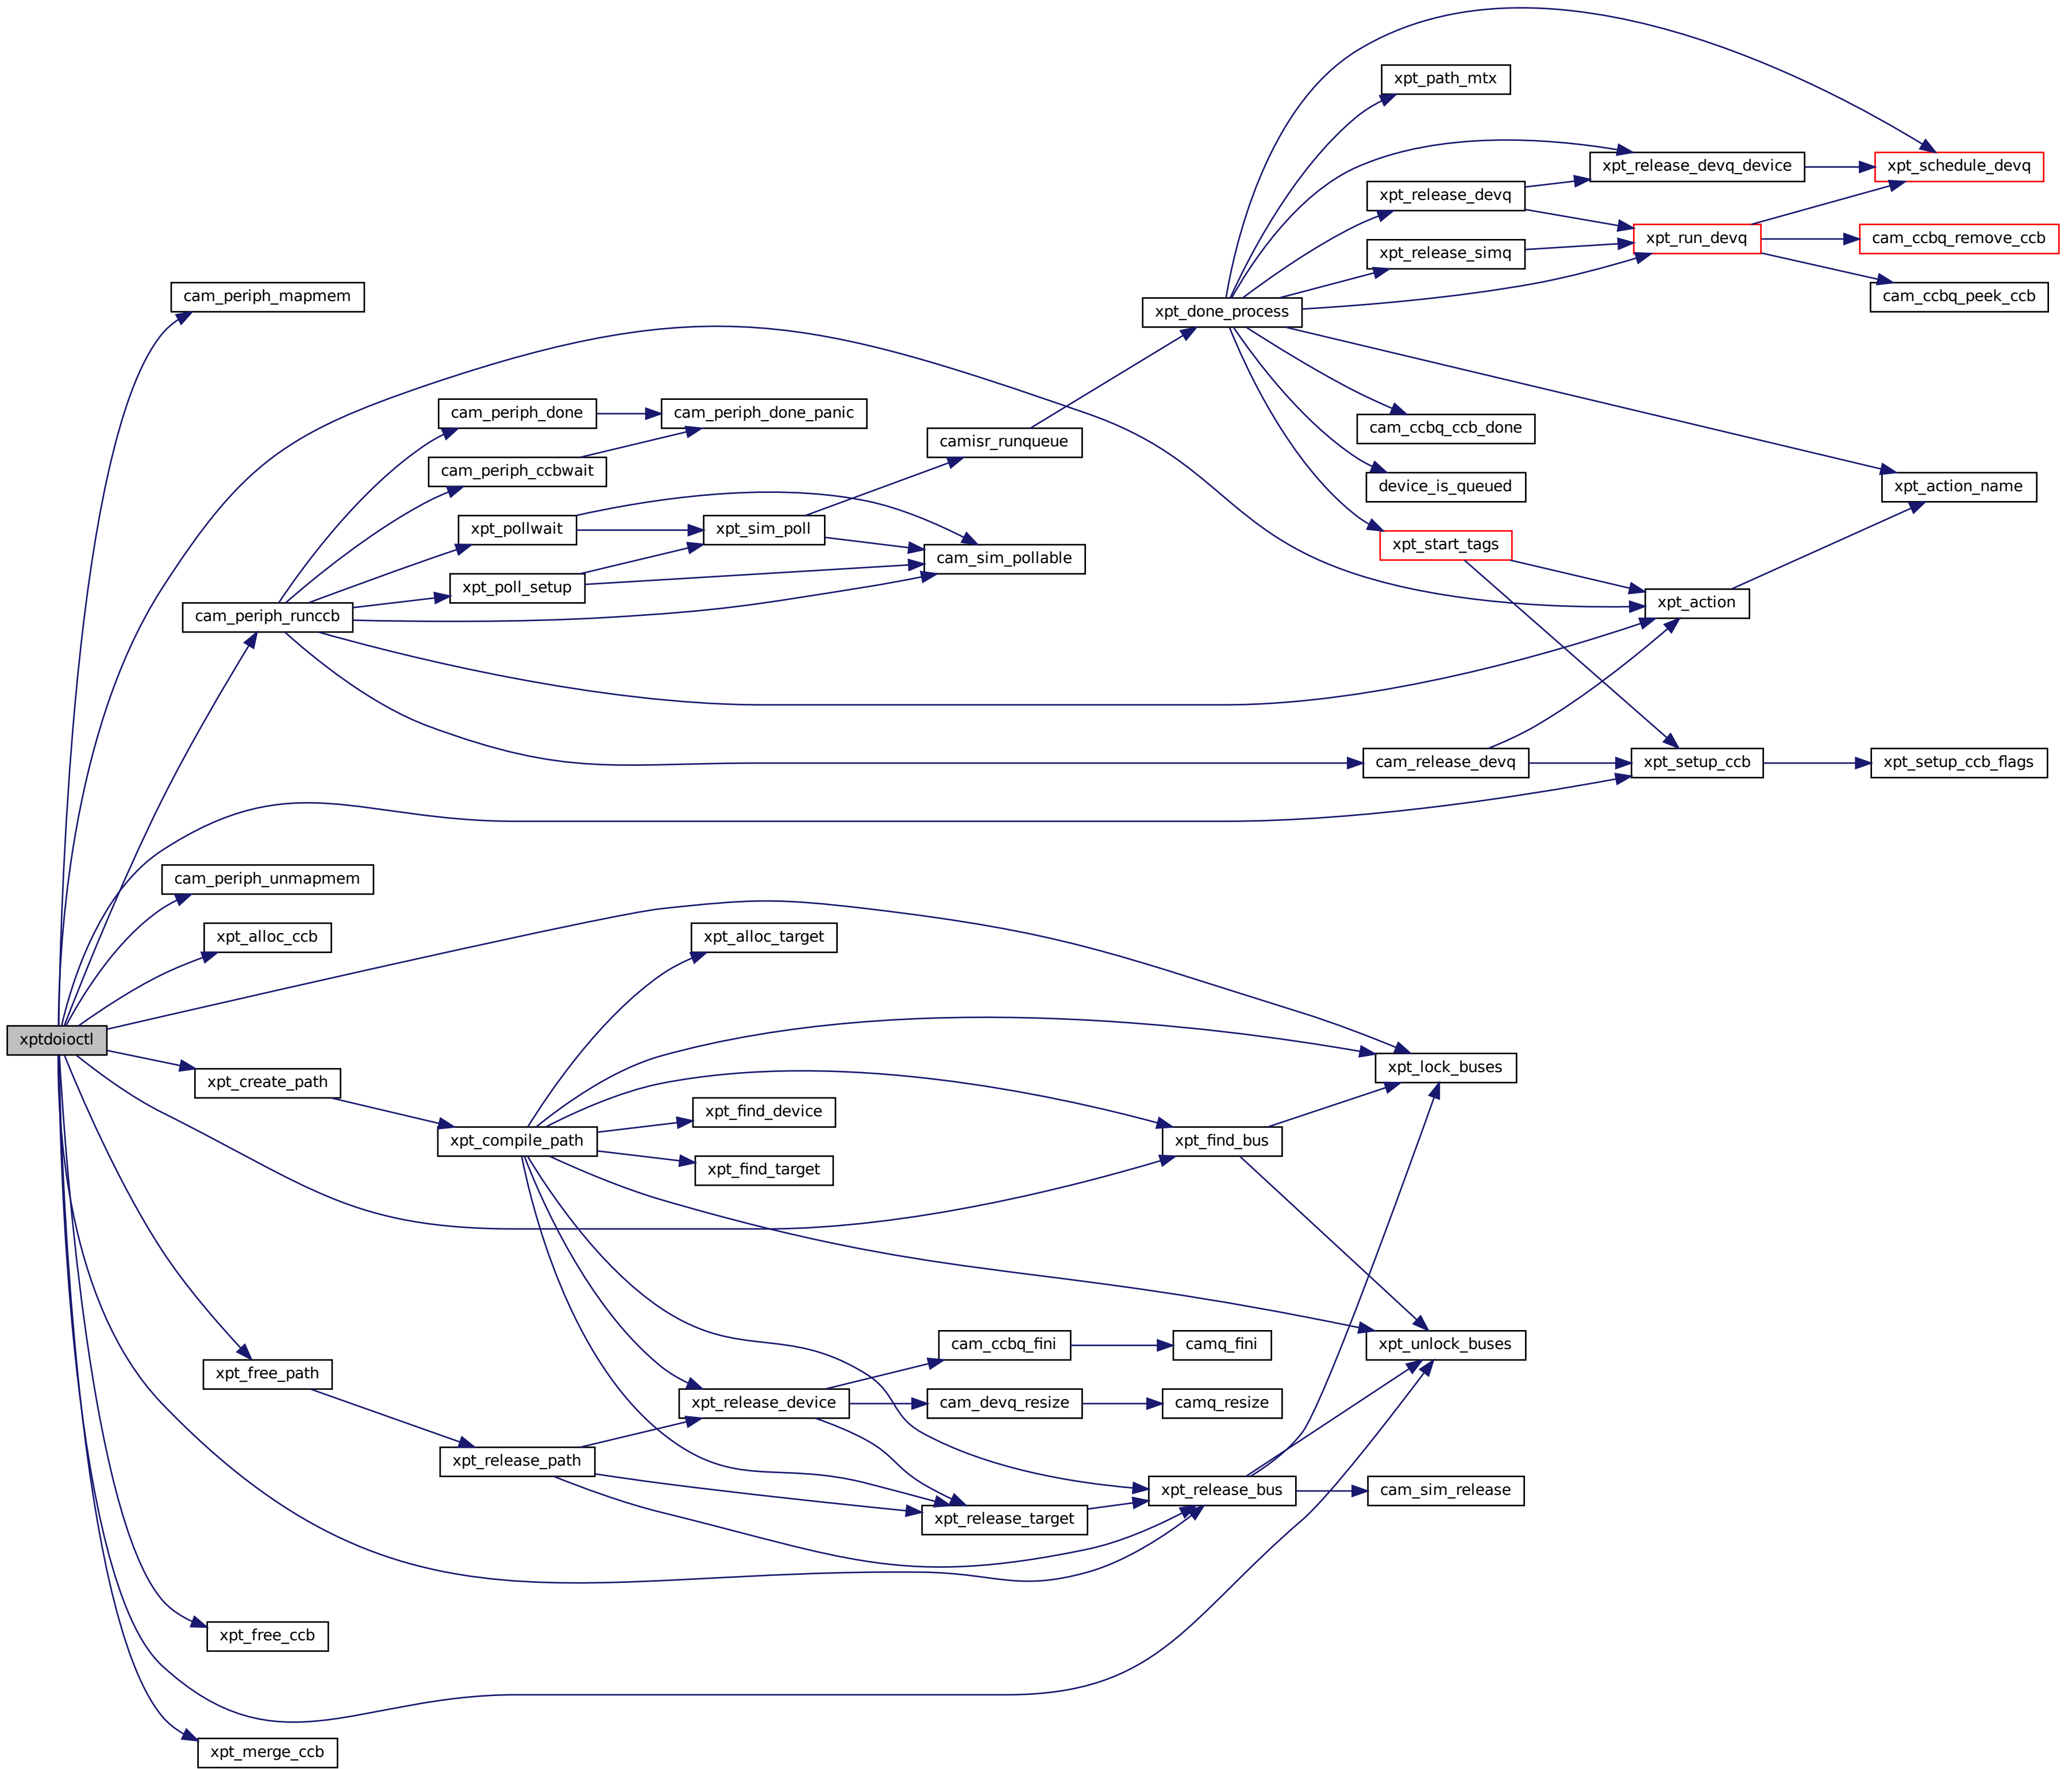 xpt_path_mtx
xpt_release_devq_device
xpt_schedule_devq
xpt_release_devq
xpt_run_devq
cam_ccbq_remove_ccb
xpt_release_simq
cam_periph_mapmem
cam_ccbq_peek_ccb
xpt_done_process
cam_periph_done
cam_periph_done_panic
cam_ccbq_ccb_done
camisr_runqueue
cam_periph_ccbwait
device_is_queued
xpt_action_name
xpt_pollwait
xpt_sim_poll
xpt_start_tags
cam_sim_pollable
xpt_poll_setup
xpt_action
cam_periph_runccb
cam_release_devq
xpt_setup_ccb
xpt_setup_ccb_flags
cam_periph_unmapmem
xpt_alloc_ccb
xpt_alloc_target
xptdoioctl
xpt_lock_buses
xpt_create_path
xpt_find_device
xpt_compile_path
xpt_find_bus
xpt_find_target
cam_ccbq_fini
camq_fini
xpt_unlock_buses
xpt_free_path
xpt_release_device
cam_devq_resize
camq_resize
xpt_release_path
xpt_release_bus
cam_sim_release
xpt_release_target
xpt_free_ccb
xpt_merge_ccb